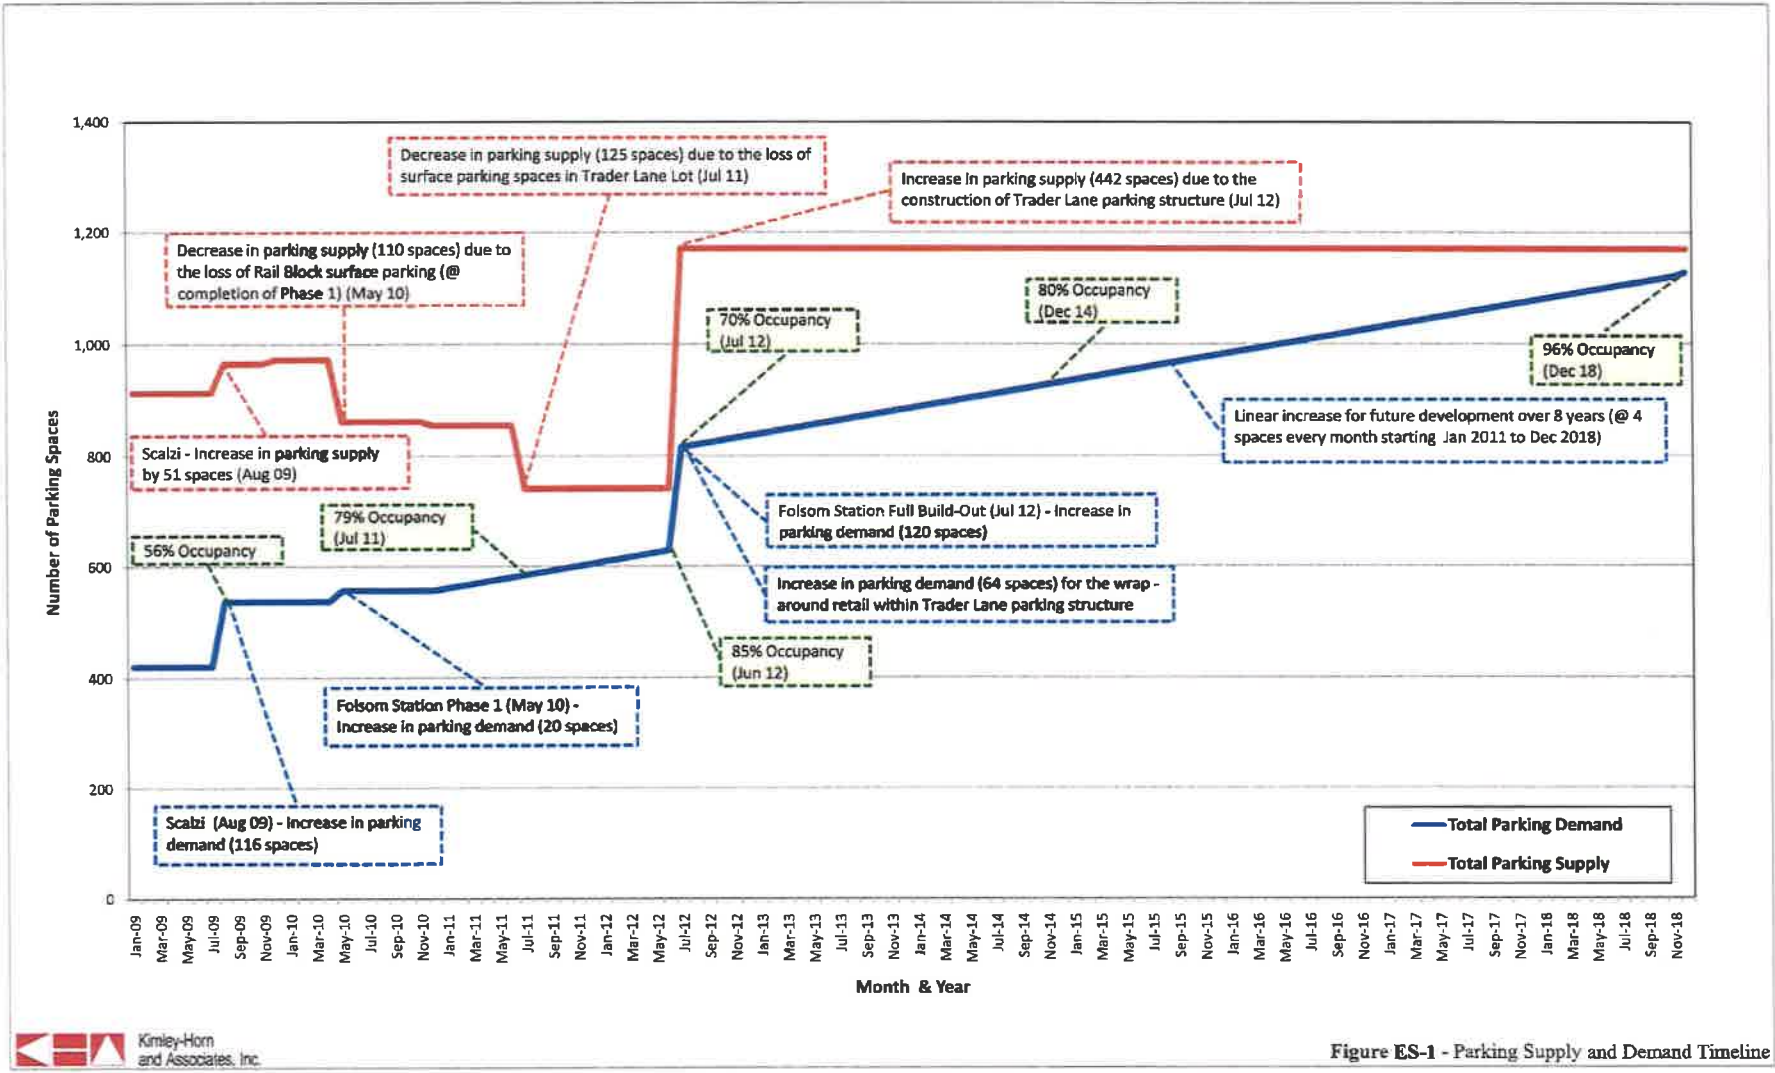 1,400
1,200
1,000
800
600
400
200
0
Number of Parking Spaces
Decrease in parking supply (125 spaces) due to the loss of
surface parking spaces in Trader Lane Lot (Jul 11)
Increase in parking supply (442 spaces) due to the
construction of Trader Lane parking structure (Jul 12)
Decrease in parking supply (110 spaces) due to
the loss of Rail Block surface parking (@
completion of Phase 1) (May 10)
70% Occupancy
(Jul 12)
80% Occupancy
(Dec 14)
96% Occupancy
(Dec 18)
Linear increase for future development over 8 years (@ 4
spaces every month starting Jan 2011 to Dec 2018)
Scalzi - Increase in parking supply
by 51 spaces (Aug 09)
79% Occupancy
(Jul 11)
56% Occupancy
Folsom Station Full Build-Out (Jul 12) - Increase in
parking demand (120 spaces)
Increase in parking demand (64 spaces) for the wrap -
around retail within Trader Lane parking structure
85% Occupancy
(Jun 12)
Folsom Station Phase 1 (May 10) -
Increase in parking demand (20 spaces)
Scalzi (Aug 09) - Increase in parking
demand (116 spaces)
Total Parking Demand
Total Parking Supply
Jan-09
Mar-09
May-09
Jul-09
Sep-09
Nov-09
Jan-10
Mar-10
May-10
Jul-10
Sep-10
Nov-10
Jan-11
Mar-11
May-11
Jul-11
Sep-11
Nov-11
Jan-12
Mar-12
May-12
Jul-12
Sep-12
Nov-12
Jan-13
Mar-13
May-13
Jul-13
Sep-13
Nov-13
Jan-14
Mar-14
May-14
Jul-14
Sep-14
Nov-14
Jan-15
Mar-15
May-15
Jul-15
Sep-15
Nov-15
Jan-16
Mar-16
May-16
Jul-16
Sep-16
Nov-16
Jan-17
Mar-17
May-17
Jul-17
Sep-17
Nov-17
Jan-18
Mar-18
May-18
Jul-18
Sep-18
Nov-18
Month & Year
Kimley-Horn
and Associates, Inc.
Figure ES-1 - Parking Supply and Demand Timeline